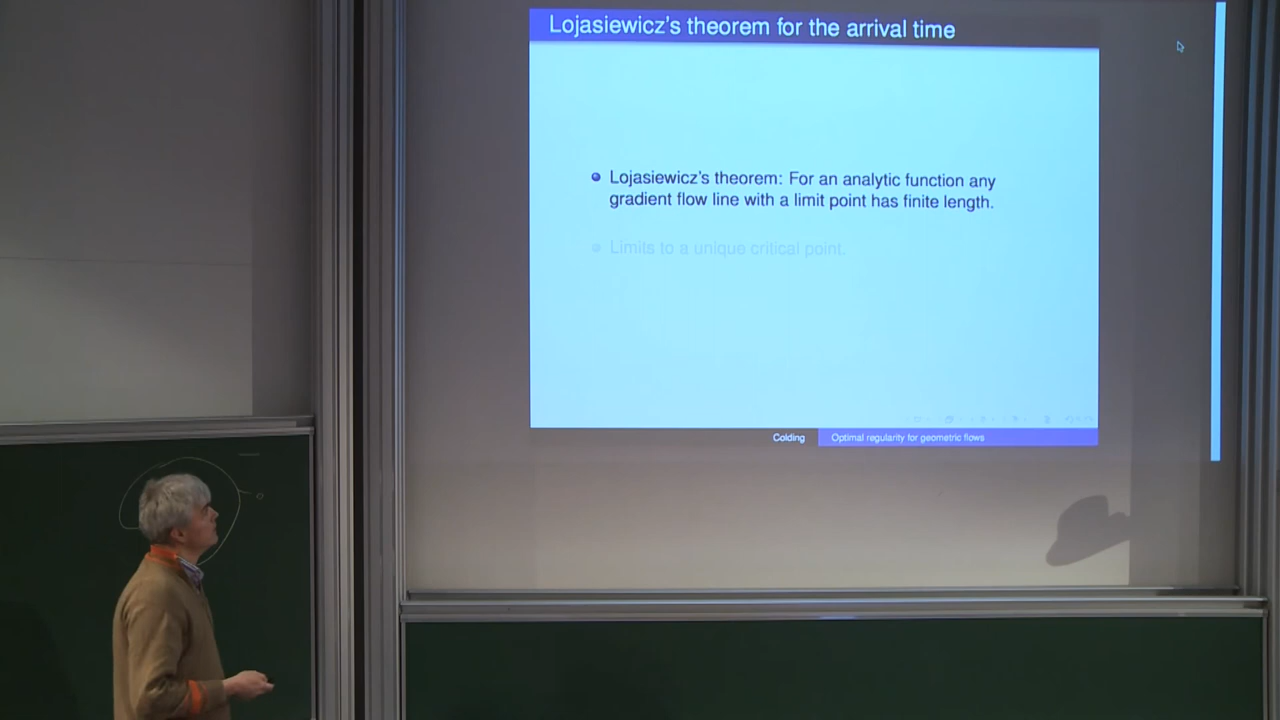 Lojasiewicz's theorem for the arrival time
Lojasiewicz's theorem: For an analytic function any
gradient flow line with a limit point has finite length.
Limits to a unique critical point.
Colding
Optimal regularity for geometric flows